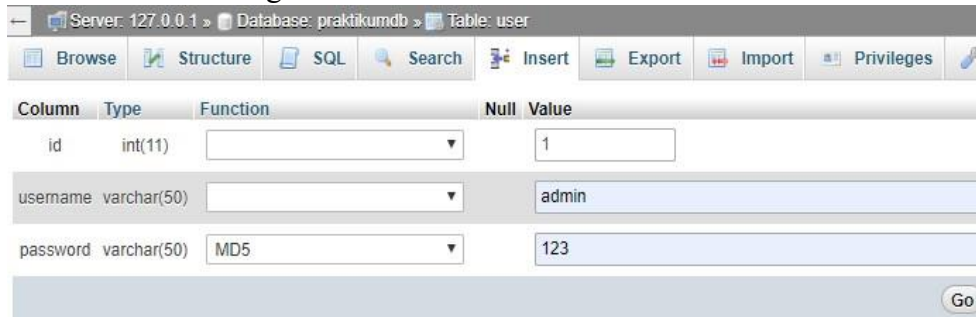 Server: 127.0.0.1 » Database: praktikumdb » Table: user
Browse Structure SQL Search Insert Export Import Privileges
Column Type Function Null Value
id int(11) 1
username varchar(50) admin
password varchar(50) MD5 123
Go